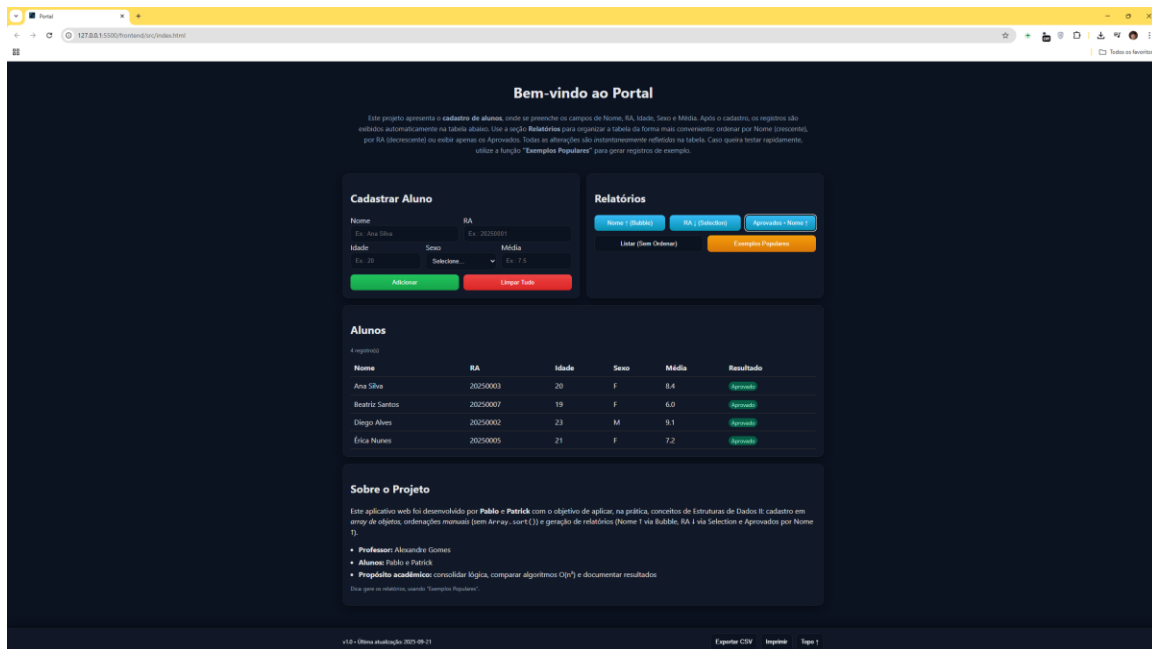 Portal
127.0.0.1:5500/frontend/src/index.html
Todos os favoritos
Bem-vindo ao Portal
Este projeto apresenta o cadastro de alunos, onde se preenche os campos de Nome, RA, Idade, Sexo e Média. Após o cadastro, os registros são
exibidos automaticamente na tabela abaixo. Use a seção Relatórios para organizar a tabela da forma mais conveniente: ordenar por Nome (crescente),
por RA (decrescente) ou exibir apenas os Aprovados. Todas as alterações são instantaneamente refletidas na tabela. Caso queira testar rapidamente,
utilize a função "Exemplos Populares" para gerar registros de exemplo.
Cadastrar Aluno
Nome RA
Ex.: Ana Silva Ex.: 20250001
Idade Sexo Média
Ex.: 20 Selecione... Ex.: 7.5
Adicionar Limpar Tudo
Relatórios
Nome ↑ (Bubble) RA ↓ (Selection) Aprovados - Nome ↑
Listar (Sem Ordenar) Exemplos Populares
Alunos
4 registro(s)
Nome RA Idade Sexo Média Resultado
Ana Silva 20250003 20 F 8.4 Aprovado
Beatriz Santos 20250007 19 F 6.0 Aprovado
Diego Alves 20250002 23 M 9.1 Aprovado
Érica Nunes 20250005 21 F 7.2 Aprovado
Sobre o Projeto
Este aplicativo web foi desenvolvido por Pablo e Patrick com o objetivo de aplicar, na prática, conceitos de Estruturas de Dados II: cadastro em
array de objetos, ordenações manuais (sem Array.sort()) e geração de relatórios (Nome ↑ via Bubble, RA ↓ via Selection e Aprovados por Nome
↑).
• Professor: Alexandre Gomes
• Alunos: Pablo e Patrick
• Propósito acadêmico: consolidar lógica, comparar algoritmos O(n²) e documentar resultados
Dica: gere os relatórios, usando "Exemplos Populares".
v1.0 • Última atualização: 2025-09-21
Exportar CSV Imprimir Topo ↑